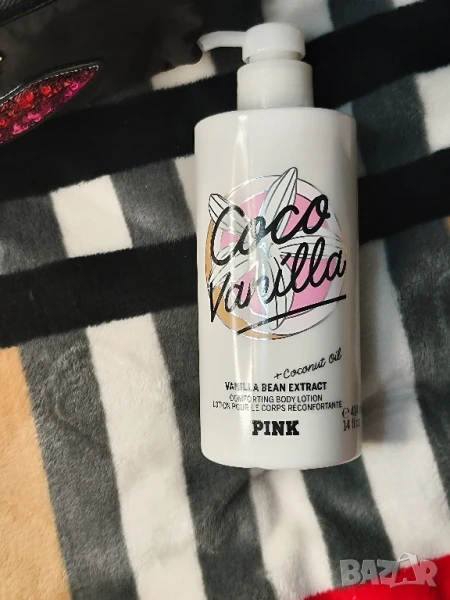 Coco
Vanilla
+ Coconut Oil
VANILLA BEAN EXTRACT
COMFORTING BODY LOTION
LOTION POUR LE CORPS RÉCONFORTANTE
℮
14 fl
PINK
BAZAR